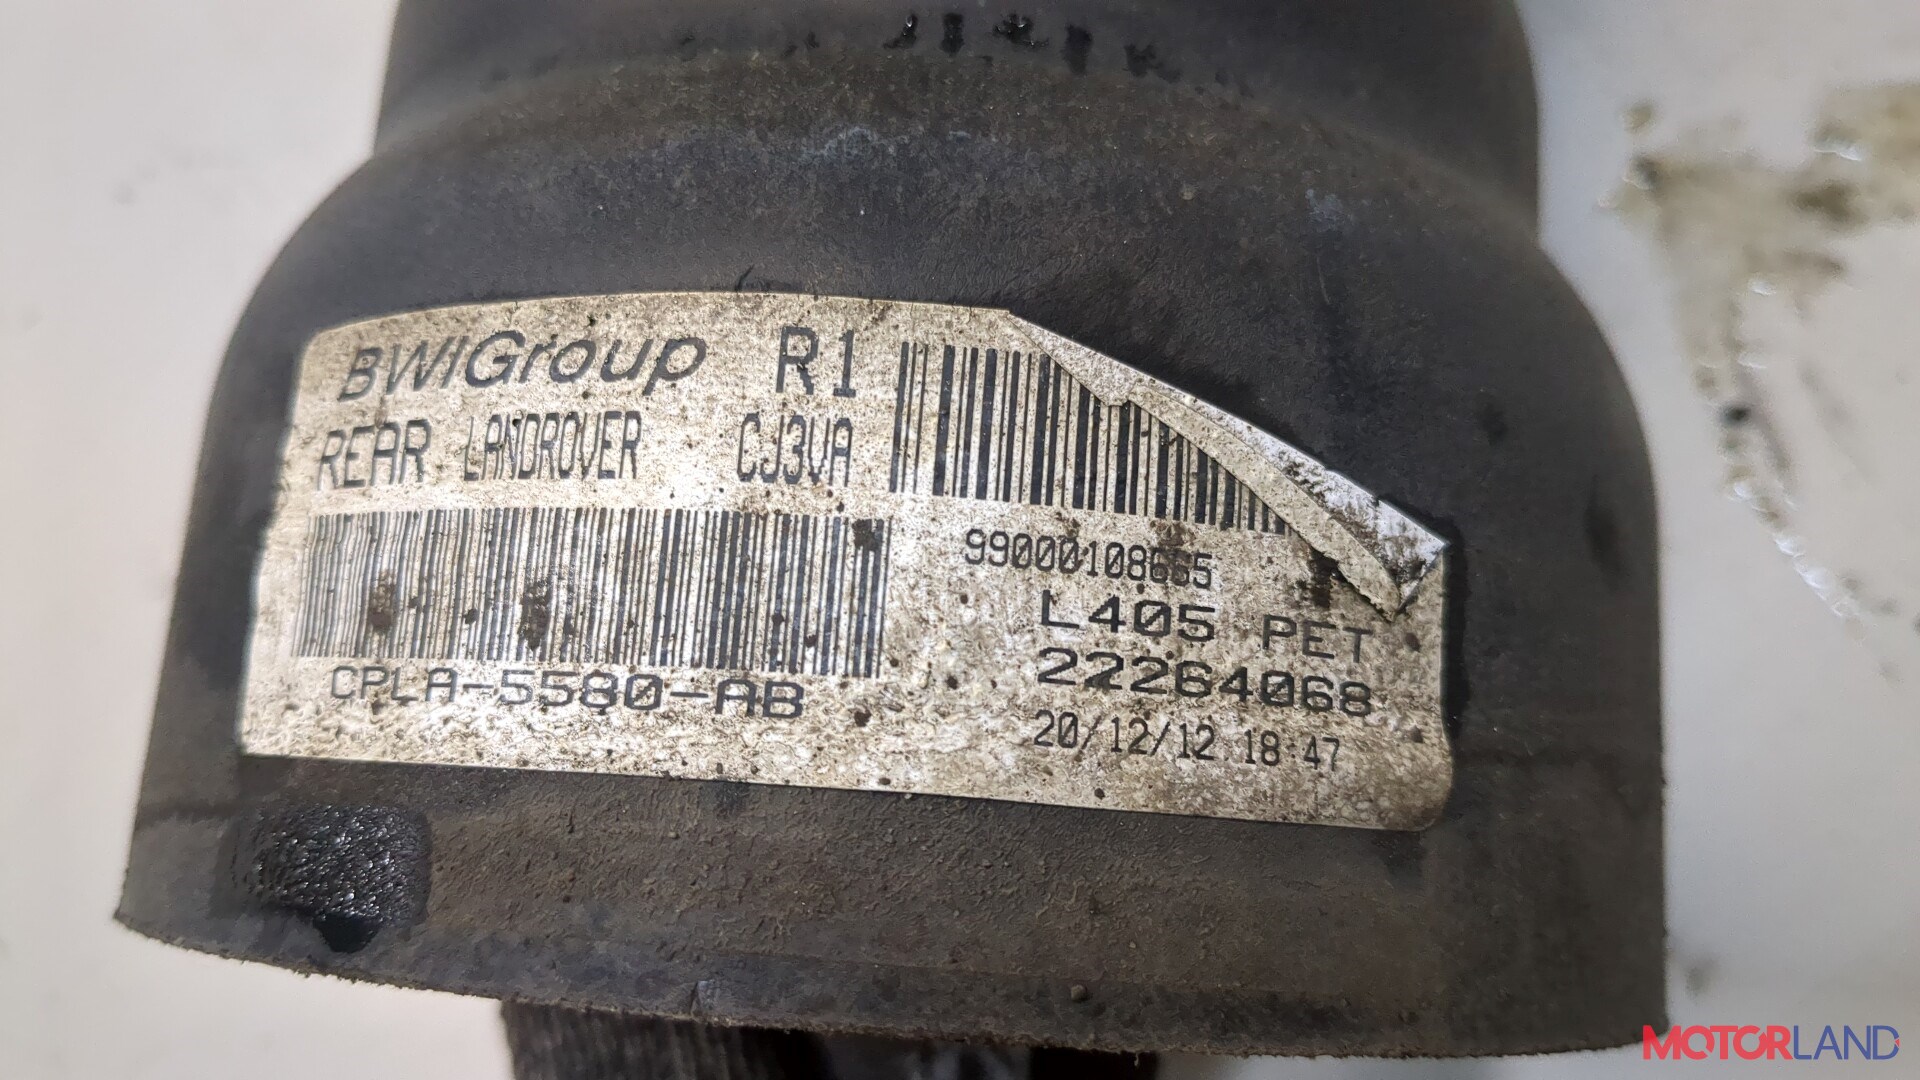 BWIGroup R1
REAR LANDROVER CJ3VA
CPLA-5580-AB
99000108665
L405 PET
22264068
20/12/12 18:47
MOTORLAND